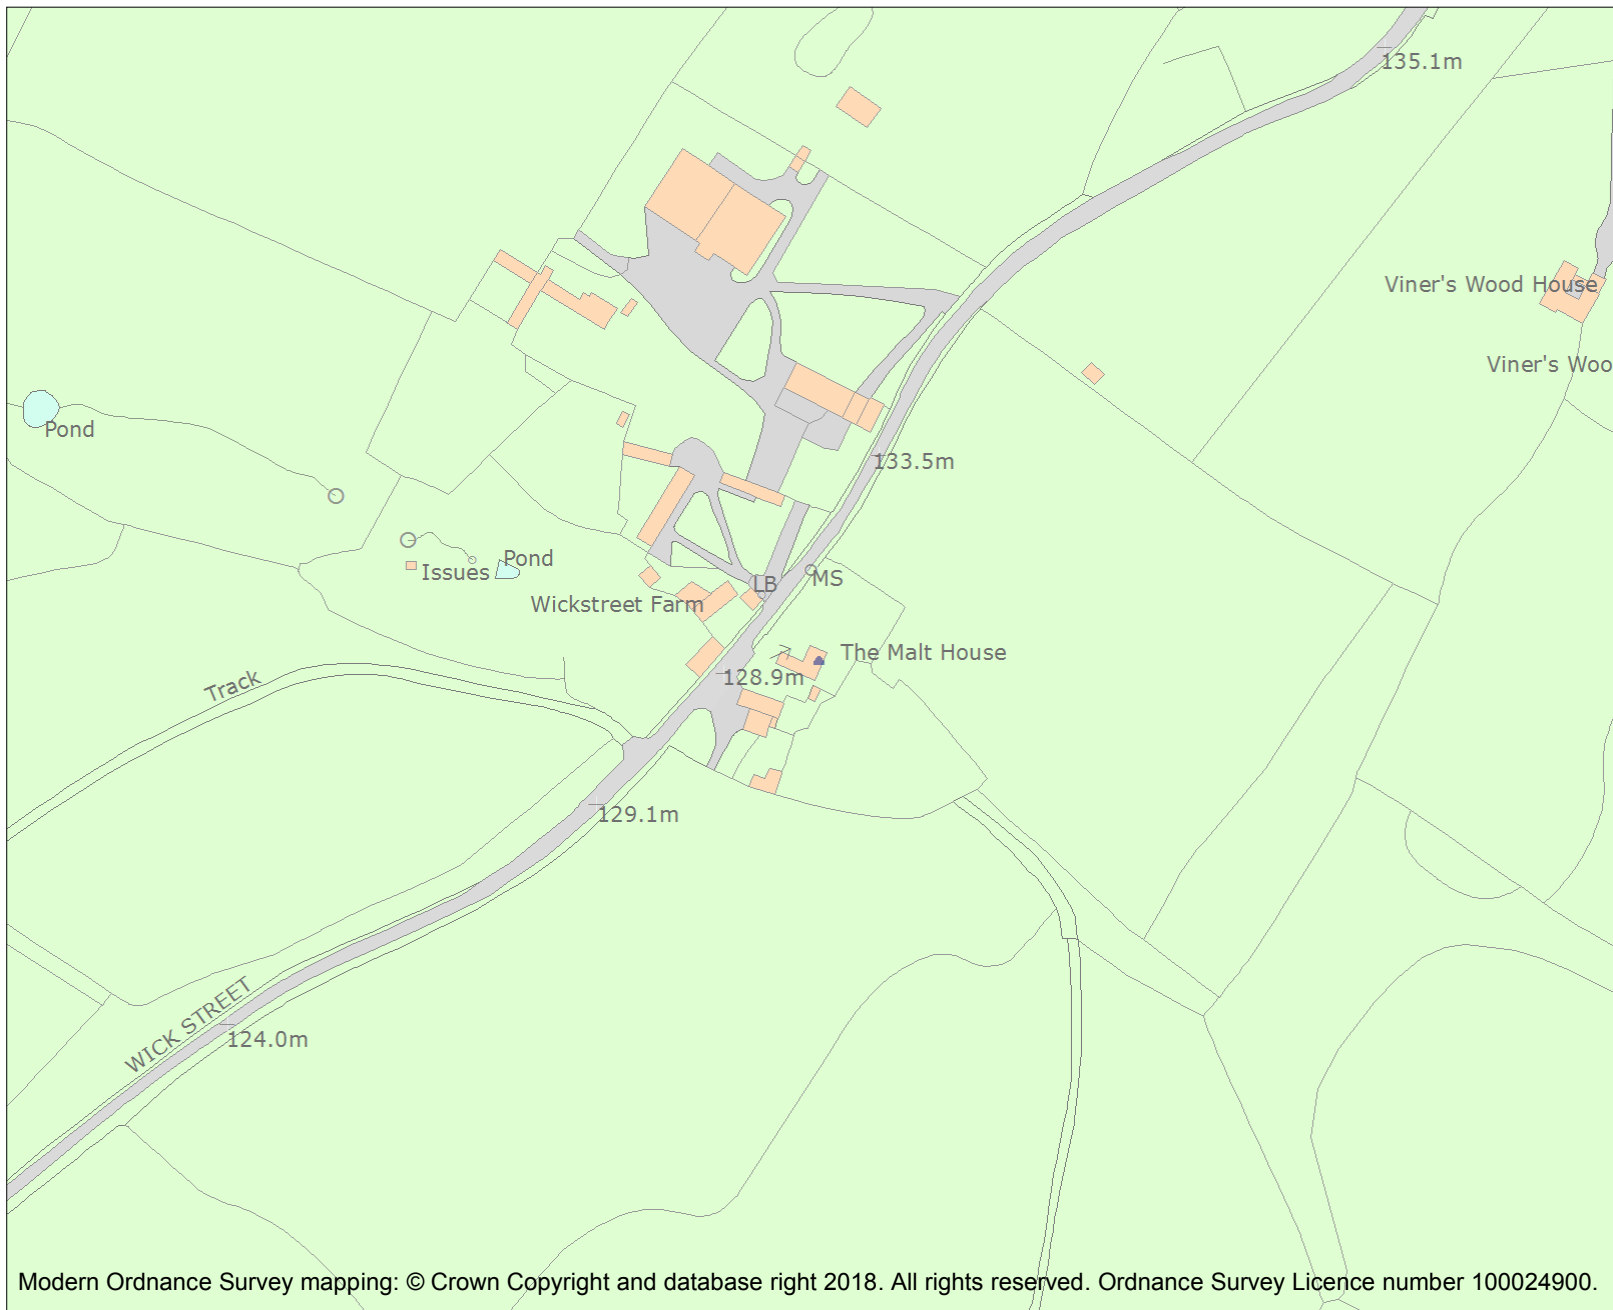 135.1m
Viner's Wood House
Viner's Woo
Pond
133.5m
Pond
Issues
LB
MS
Wickstreet Farm
The Malt House
128.9m
Track
129.1m
WICK STREET
124.0m
Modern Ordnance Survey mapping: © Crown Copyright and database right 2018. All rights reserved. Ordnance Survey Licence number 100024900.